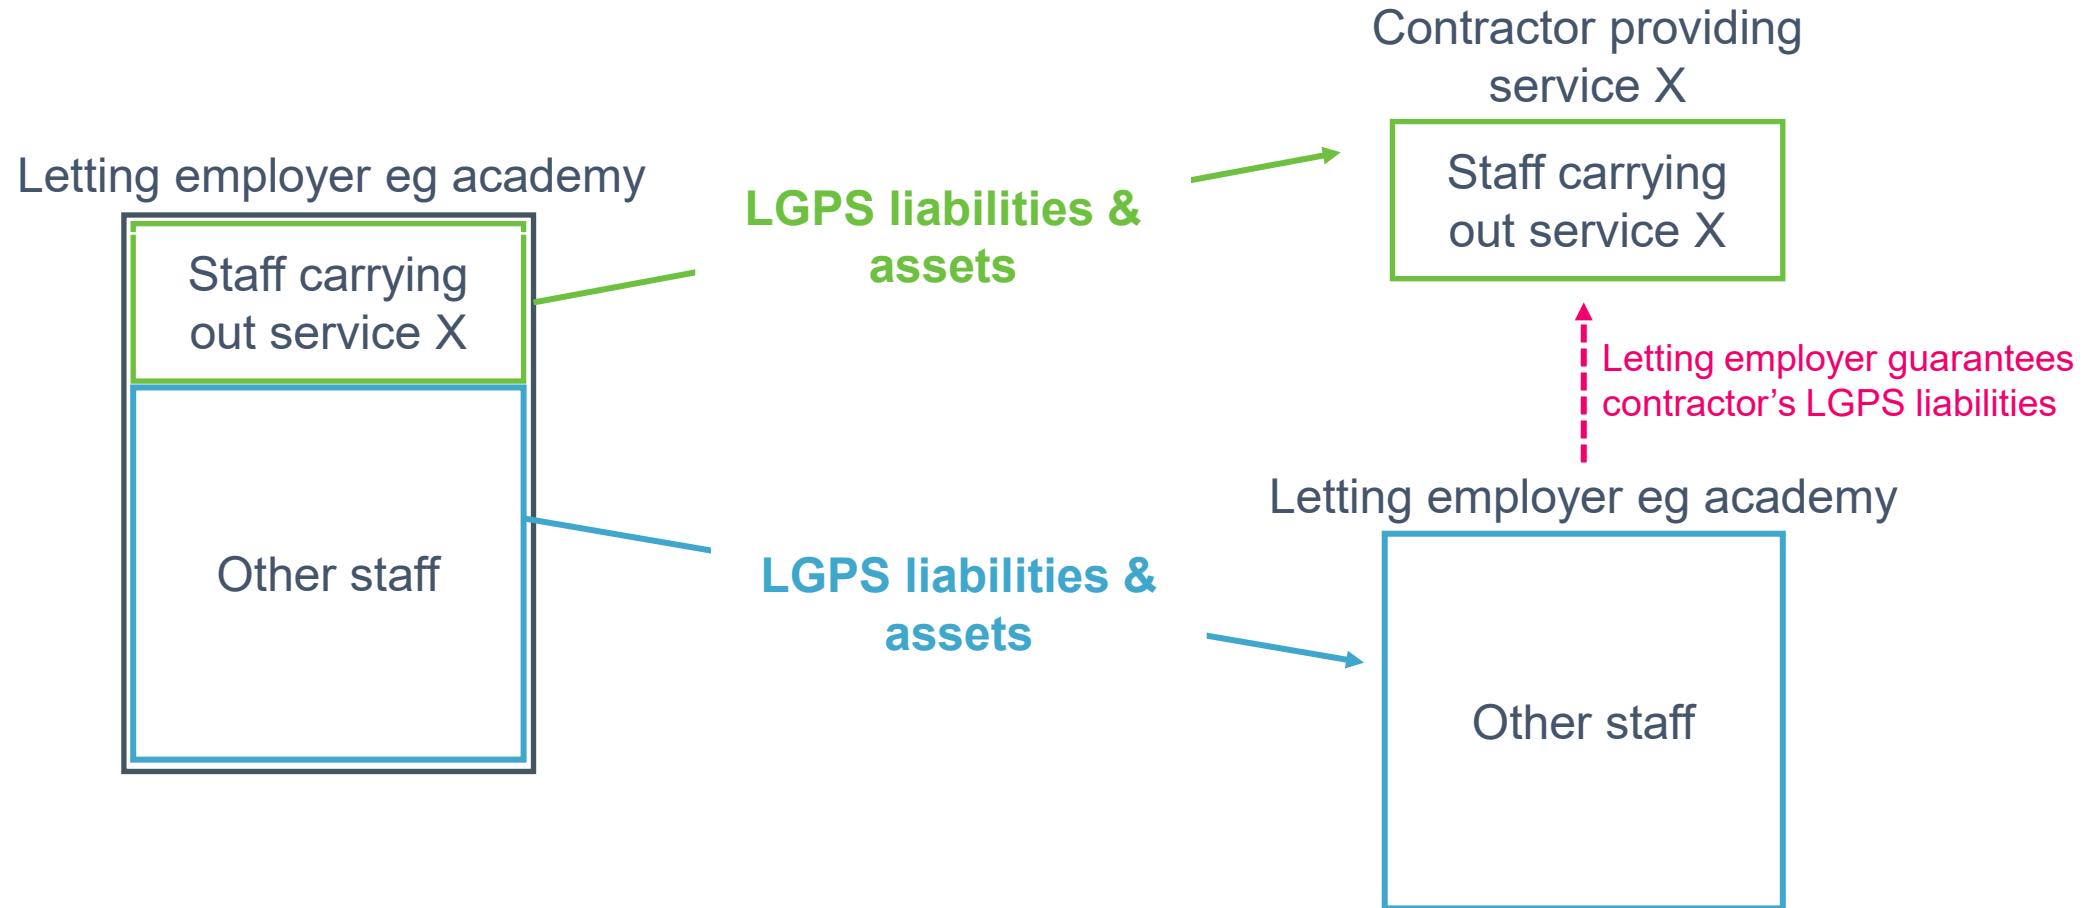 Letting employer eg academy
Staff carrying
out service X
Other staff
LGPS liabilities &
assets
LGPS liabilities &
assets
Contractor providing
service X
Staff carrying
out service X
Letting employer guarantees
contractor’s LGPS liabilities
Letting employer eg academy
Other staff